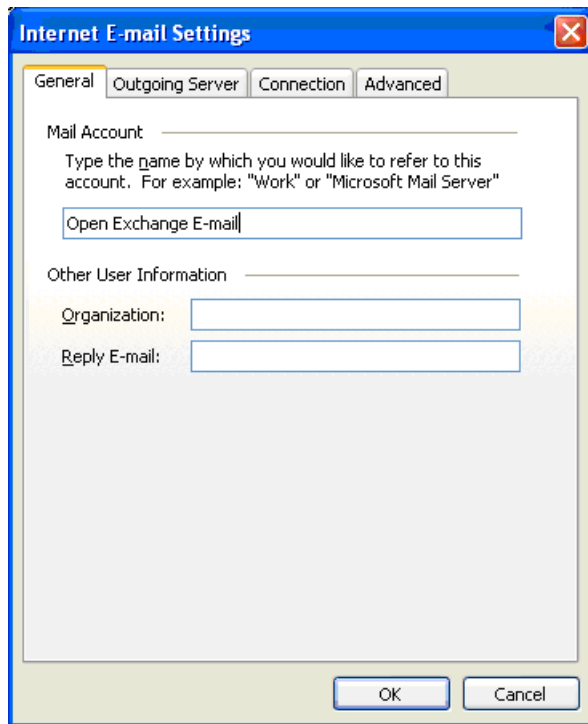 Internet E-mail Settings
General Outgoing Server Connection Advanced
Mail Account
Type the name by which you would like to refer to this
account. For example: "Work" or "Microsoft Mail Server"
Open Exchange E-mail
Other User Information
Organization:
Reply E-mail:
OK Cancel